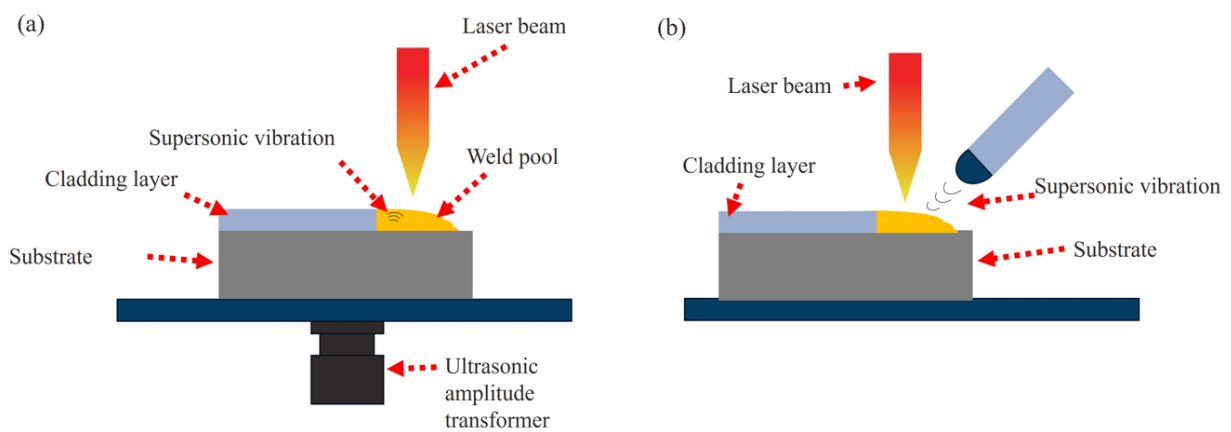 (a)
Laser beam
Supersonic vibration
Weld pool
Cladding layer
Substrate
Ultrasonic
amplitude
transformer
(b)
Laser beam
Cladding layer
Supersonic vibration
Substrate